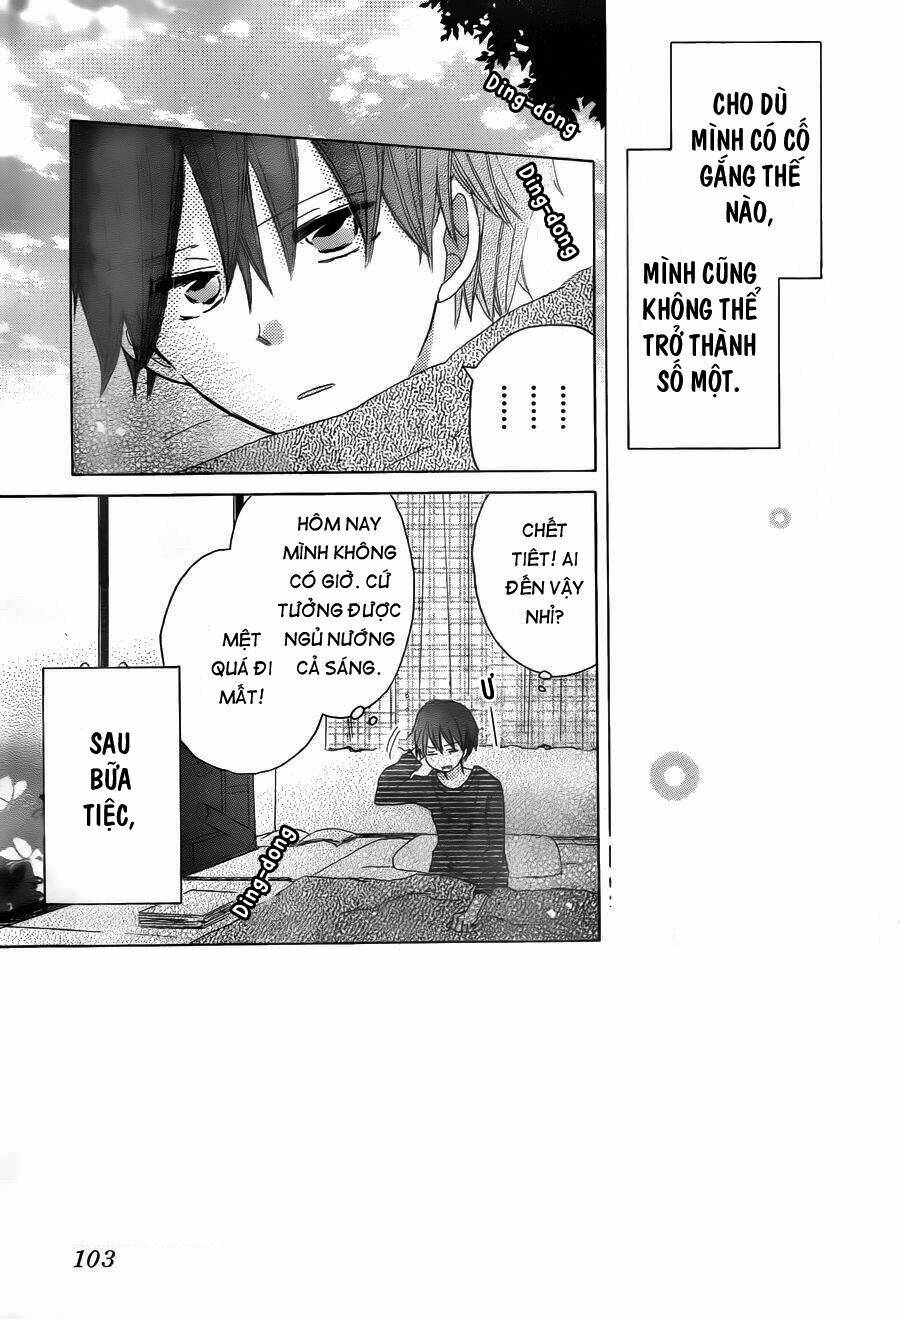 CHO DÙ
MÌNH CÓ CỐ
GẮNG THẾ
NÀO,
MÌNH CŨNG
KHÔNG THỂ
TRỞ THÀNH
SỐ MỘT.
Ding-dong
Ding-dong
CHẾT
TIỆT! AI
ĐẾN VẬY
NHỈ?
Ư
HÔM NAY
MÌNH KHÔNG
CÓ GIỜ. CỨ
TƯỞNG ĐƯỢC
NGỦ NƯỚNG
CẢ SÁNG.
MỆT
QUÁ ĐI
MẤT!
Ding-dong
SAU
BỮA
TIỆC,
103